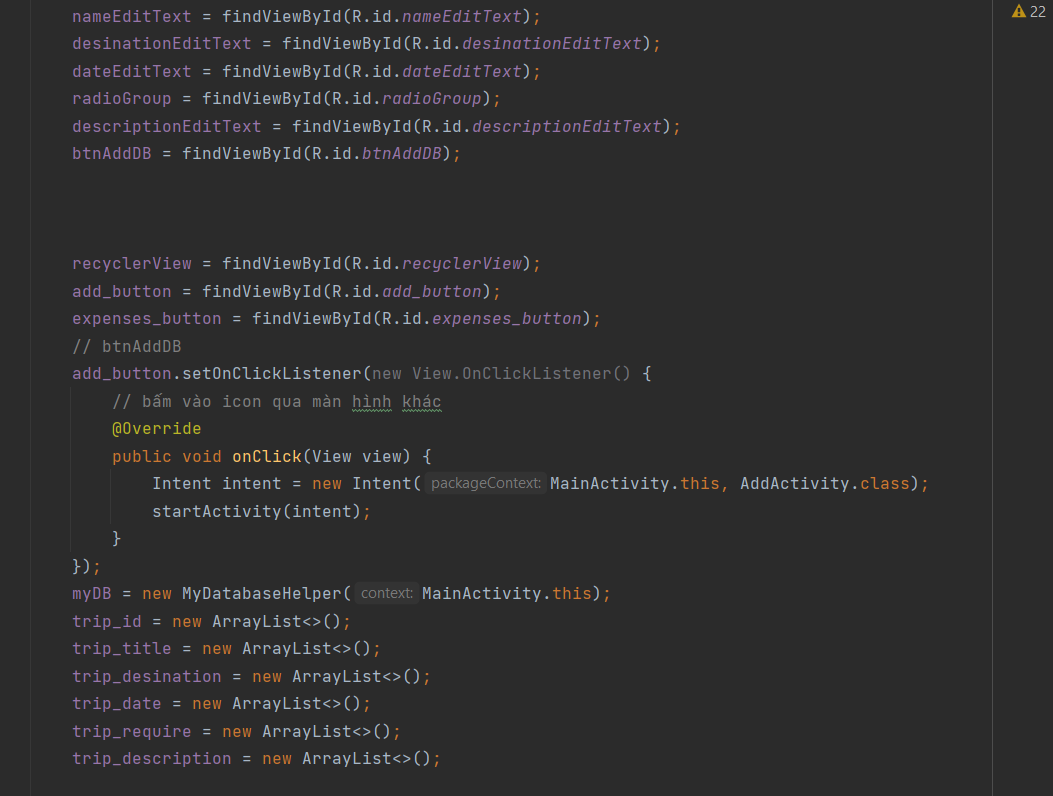 nameEditText = findViewById(R.id.nameEditText);
desinationEditText = findViewById(R.id.desinationEditText);
dateEditText = findViewById(R.id.dateEditText);
radioGroup = findViewById(R.id.radioGroup);
descriptionEditText = findViewById(R.id.descriptionEditText);
btnAddDB = findViewById(R.id.btnAddDB);
22
recyclerView = findViewById(R.id.recyclerView);
add_button = findViewById(R.id.add_button);
expenses_button = findViewById(R.id.expenses_button);
// btnAddDB
add_button.setOnClickListener(new View.OnClickListener() {
// bấm vào icon qua màn hình khác
@Override
public void onClick(View view) {
Intent intent = new Intent( packageContext: MainActivity.this, AddActivity.class);
startActivity(intent);
}
});
myDB = new MyDatabaseHelper( context: MainActivity.this);
trip_id = new ArrayList<>();
trip_title = new ArrayList<>();
trip_desination = new ArrayList<>();
trip_date = new ArrayList<>();
trip_require = new ArrayList<>();
trip_description = new ArrayList<>();